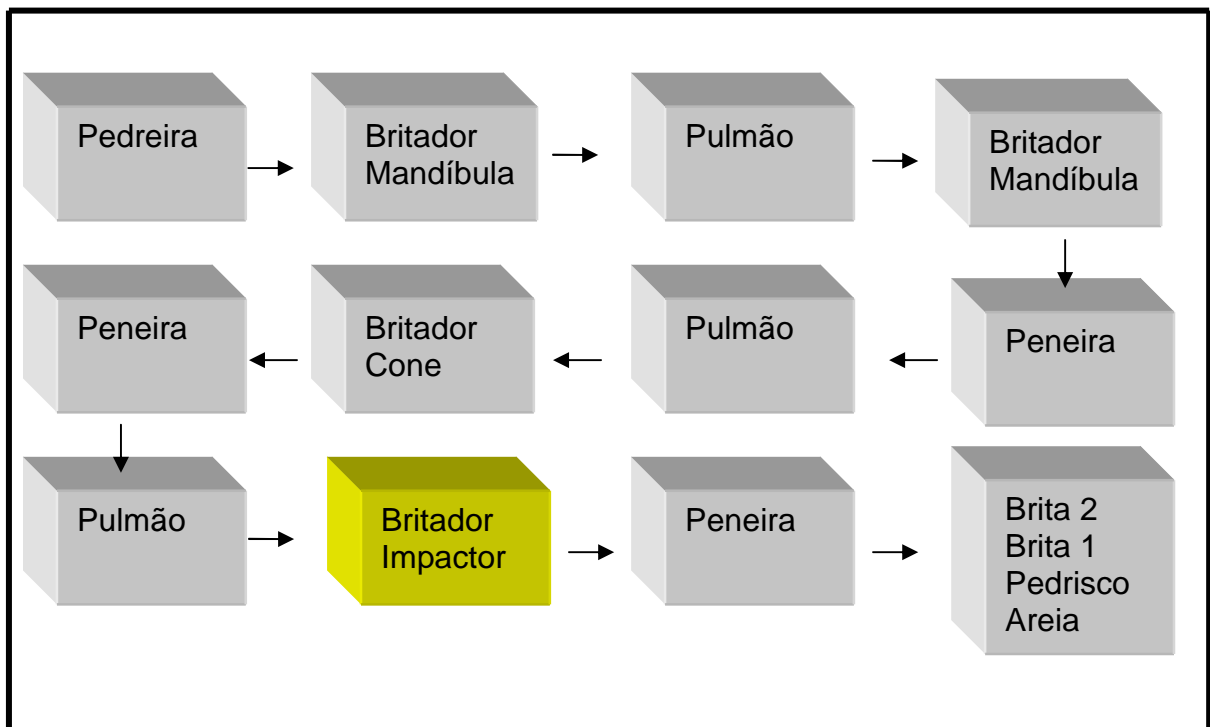 Pedreira
Britador
Mandíbula
Pulmão
Britador
Mandíbula
Peneira
Britador
Cone
Pulmão
Peneira
Pulmão
Britador
Impactor
Peneira
Brita 2
Brita 1
Pedrisco
Areia